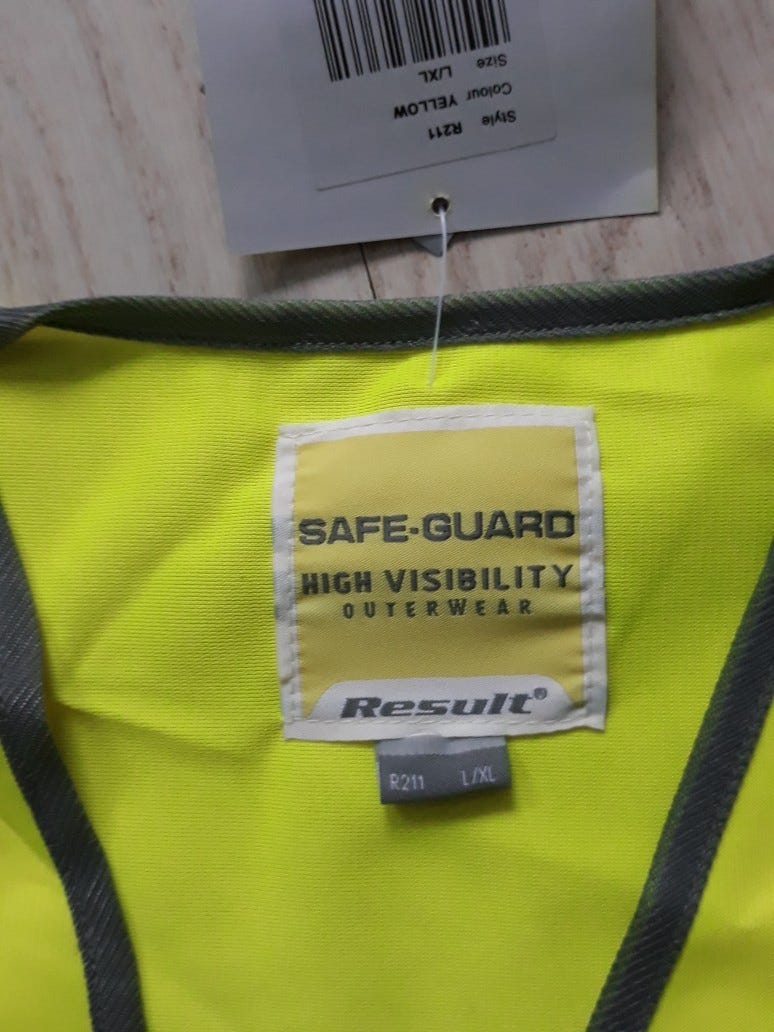 Style R211
Colour YELLOW
Size L/XL
SAFE-GUARD
HIGH VISIBILITY
OUTERWEAR
Result®
R211 L/XL